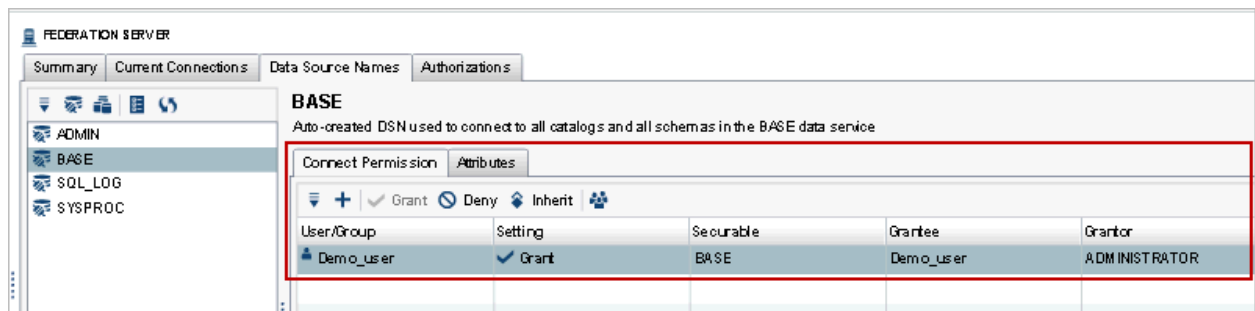 FEDERATION SERVER
Summary Current Connections Data Source Names Authorizations
BASE
Auto-created DSN used to connect to all catalogs and all schemas in the BASE data service
ADMIN
BASE
SQL_LOG
SYSPROC
Connect Permission Attributes
Grant Deny Inherit
User/Group Setting Securable Grantee Grantor
Demo_user Grant BASE Demo_user ADMINISTRATOR